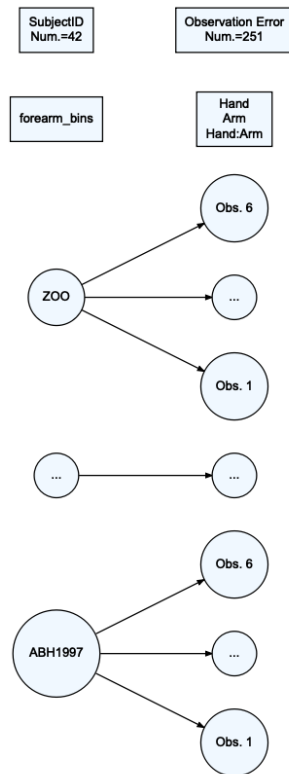 SubjectID
Num.=42
Observation Error
Num.=251
forearm_bins
Hand
Arm
Hand:Arm
Obs. 6
ZOO
...
Obs. 1
...
...
Obs. 6
ABH1997
...
Obs. 1